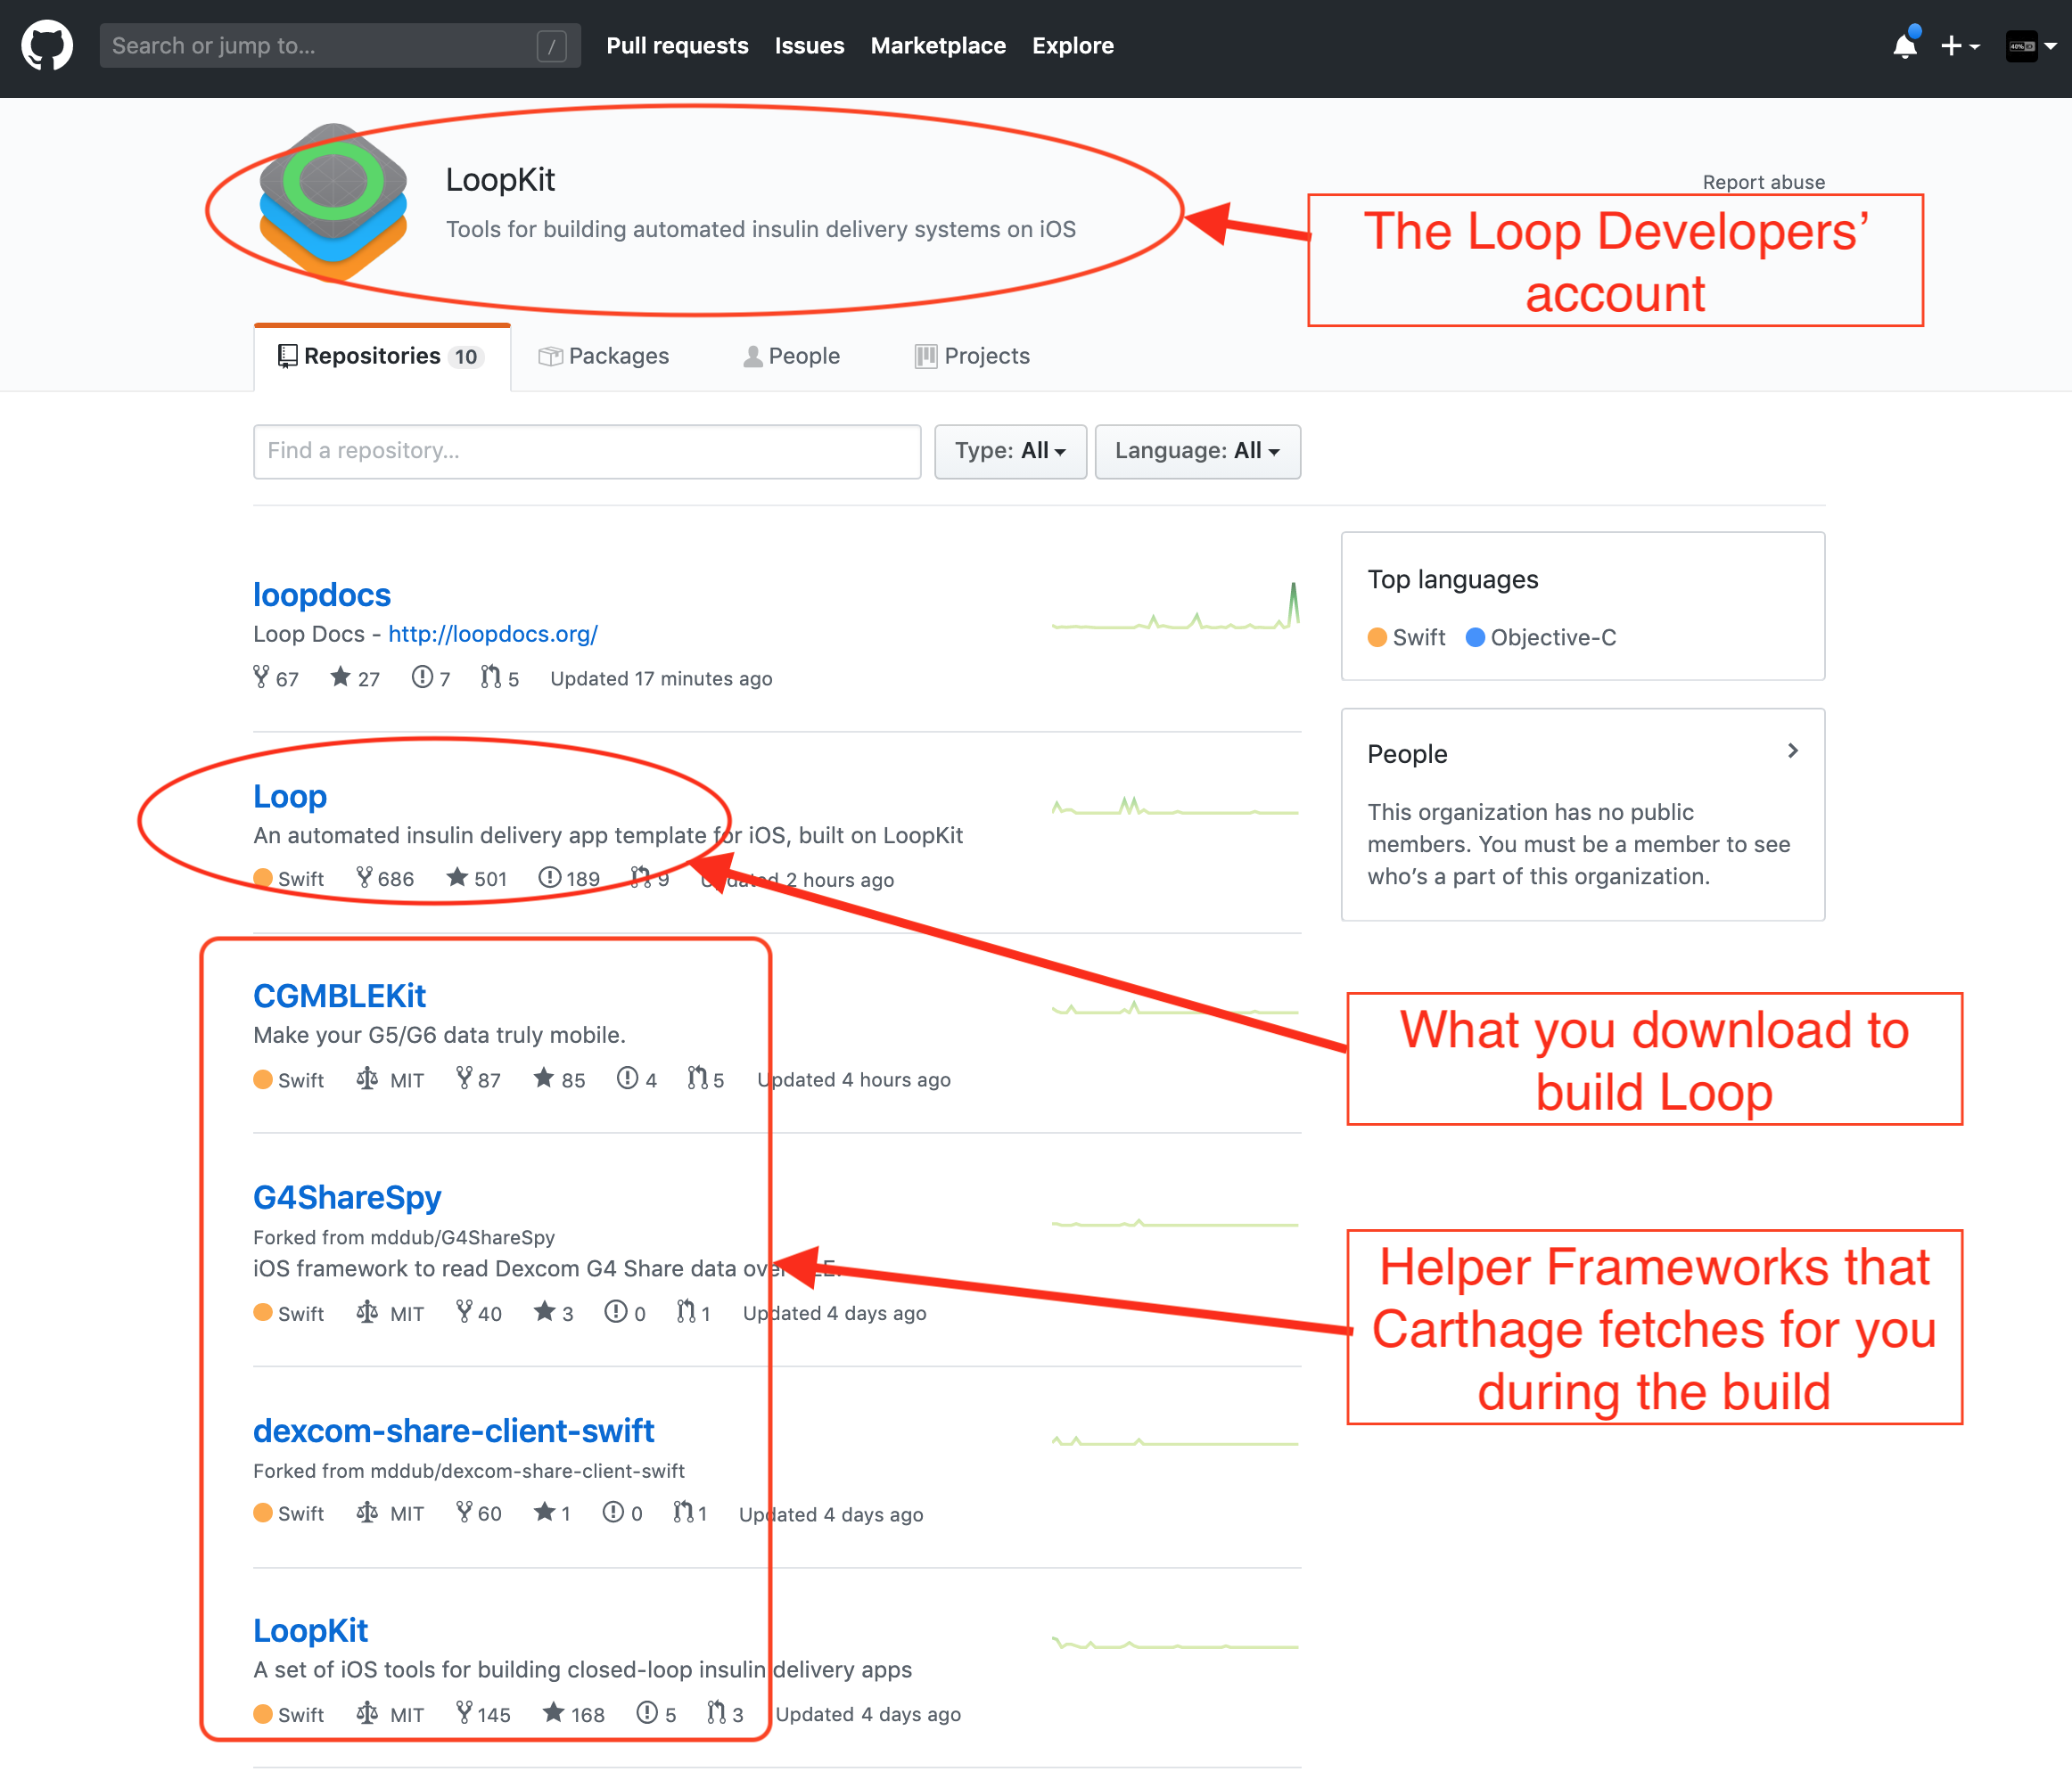 Search or jump to... /
Pull requests
Issues
Marketplace
Explore
LoopKit
Tools for building automated insulin delivery systems on iOS
Report abuse
The Loop Developers’
account
Repositories 10
Packages
People
Projects
Find a repository...
Type: All
Language: All
loopdocs
Loop Docs - http://loopdocs.org/
67 27 7 5 Updated 17 minutes ago
Top languages
Swift Objective-C
Loop
An automated insulin delivery app template for iOS, built on LoopKit
Swift 686 501 189 9 Updated 2 hours ago
People
This organization has no public
members. You must be a member to see
who’s a part of this organization.
CGMBLEKit
Make your G5/G6 data truly mobile.
Swift MIT 87 85 4 5 Updated 4 hours ago
What you download to
build Loop
G4ShareSpy
Forked from mddub/G4ShareSpy
iOS framework to read Dexcom G4 Share data over
Swift MIT 40 3 0 1 Updated 4 days ago
Helper Frameworks that
Carthage fetches for you
during the build
dexcom-share-client-swift
Forked from mddub/dexcom-share-client-swift
Swift MIT 60 1 0 1 Updated 4 days ago
LoopKit
A set of iOS tools for building closed-loop insulin delivery apps
Swift MIT 145 168 5 3 Updated 4 days ago